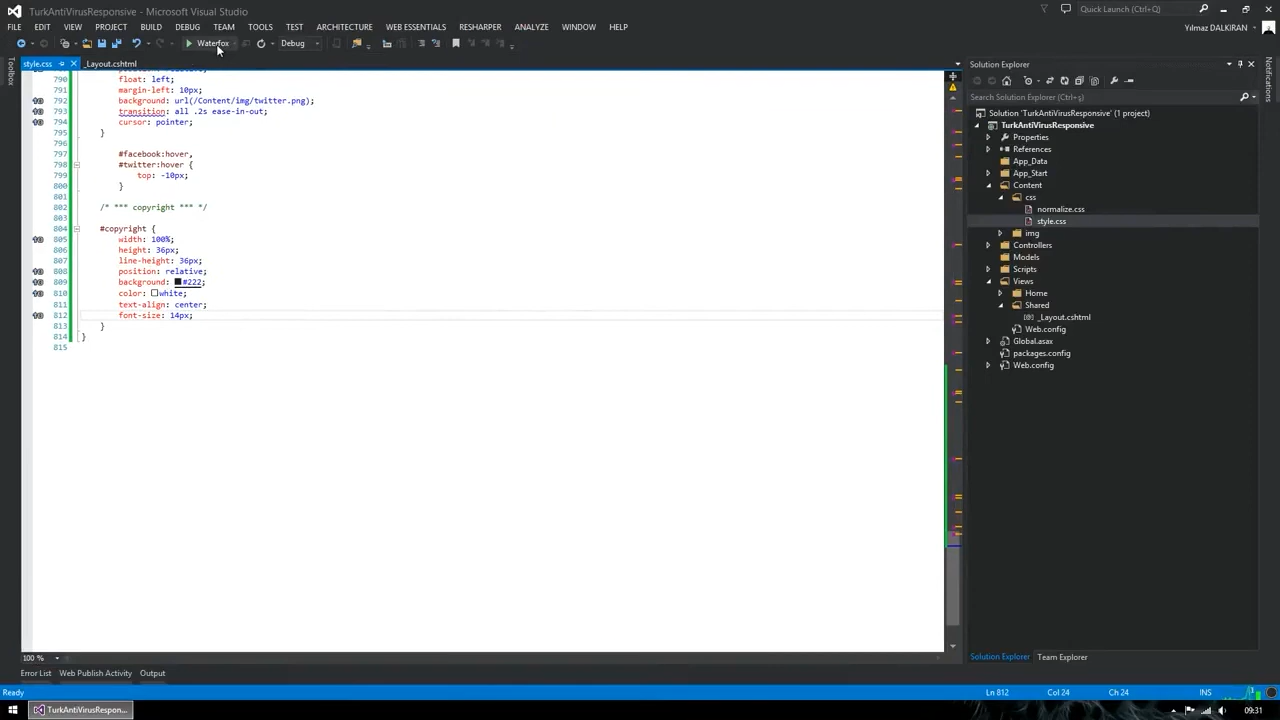 TurkAntiVirusResponsive - Microsoft Visual Studio
Quick Launch (Ctrl+Q)
FILE EDIT VIEW PROJECT BUILD DEBUG TEAM TOOLS TEST ARCHITECTURE WEB ESSENTIALS RESHARPER ANALYZE WINDOW HELP
Yilmaz DALKIRAN
Waterfox
Debug
Toolbox
style.css
_Layout.cshtml
790 float: left;
791 margin-left: 10px;
792 background: url(/Content/img/twitter.png);
793 transition: all .2s ease-in-out;
794 cursor: pointer;
795 }
796
797 #facebook:hover,
798 #twitter:hover {
799 top: -10px;
800 }
801
802 /* *** copyright *** */
803
804 #copyright {
805 width: 100%;
806 height: 36px;
807 line-height: 36px;
808 position: relative;
809 background: #222;
810 color: white;
811 text-align: center;
812 font-size: 14px;
813 }
814 }
815
100 %
Solution Explorer
Notifications
Search Solution Explorer (Ctrl+ş)
Solution 'TurkAntiVirusResponsive' (1 project)
TurkAntiVirusResponsive
Properties
References
App_Data
App_Start
Content
css
normalize.css
style.css
img
Controllers
Models
Scripts
Views
Home
Shared
_Layout.cshtml
Web.config
Global.asax
packages.config
Web.config
Solution Explorer Team Explorer
Error List Web Publish Activity Output
Ready
Ln 812 Col 24 Ch 24 INS
TurkAntiVirusRespon...
09:31